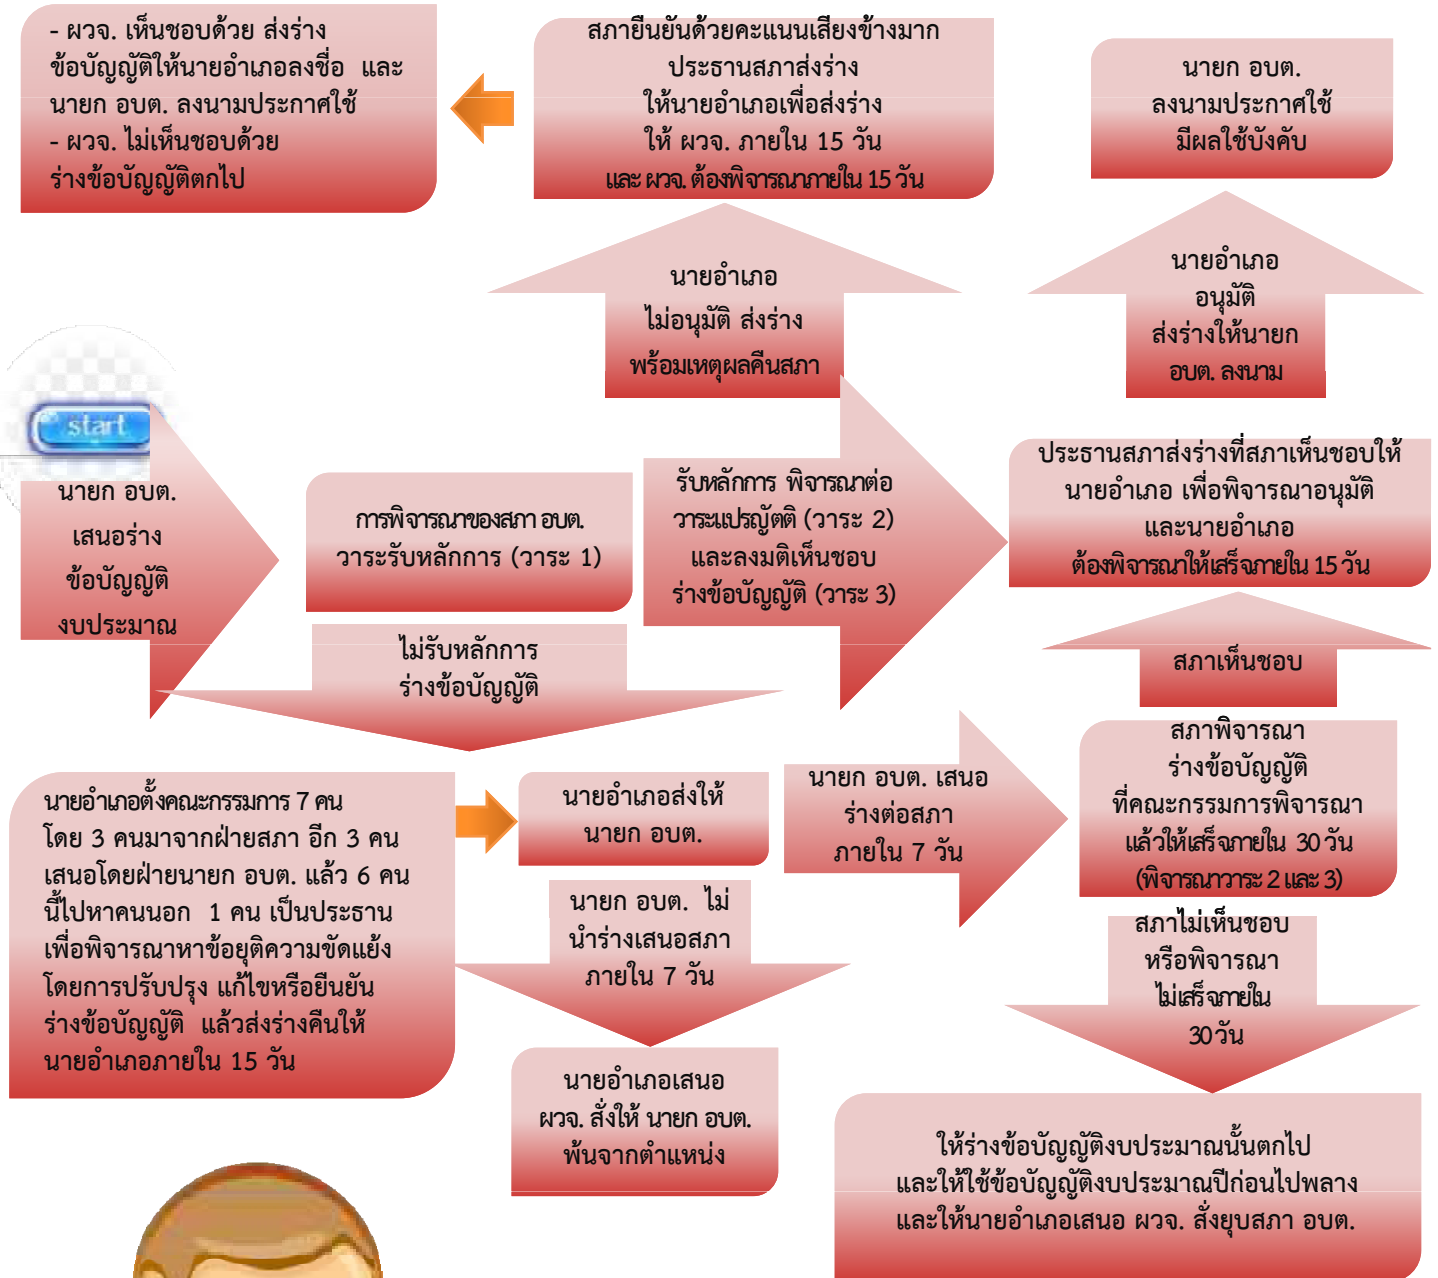 - ผวจ. เห็นชอบด้วย ส่งร่าง
ข้อบัญญัติให้นายอำเภอลงชื่อ และ
นายก อบต. ลงนามประกาศใช้
- ผวจ. ไม่เห็นชอบด้วย
ร่างข้อบัญญัติตกไป
สภายืนยันด้วยคะแนนเสียงข้างมาก
ประธานสภาส่งร่าง
ให้นายอำเภอเพื่อส่งร่าง
ให้ ผวจ. ภายใน 15 วัน
และ ผวจ. ต้องพิจารณาภายใน 15 วัน
นายก อบต.
ลงนามประกาศใช้
มีผลใช้บังคับ
นายอำเภอ
ไม่อนุมัติ ส่งร่าง
พร้อมเหตุผลคืนสภา
นายอำเภอ
อนุมัติ
ส่งร่างให้นายก
อบต. ลงนาม
start
นายก อบต.
เสนอร่าง
ข้อบัญญัติ
งบประมาณ
การพิจารณาของสภา อบต.
วาระรับหลักการ (วาระ 1)
รับหลักการ พิจารณาต่อ
วาระแปรญัตติ (วาระ 2)
และลงมติเห็นชอบ
ร่างข้อบัญญัติ (วาระ 3)
ประธานสภาส่งร่างที่สภาเห็นชอบให้
นายอำเภอ เพื่อพิจารณาอนุมัติ
และนายอำเภอ
ต้องพิจารณาให้เสร็จภายใน 15 วัน
ไม่รับหลักการ
ร่างข้อบัญญัติ
สภาเห็นชอบ
นายอำเภอตั้งคณะกรรมการ 7 คน
โดย 3 คนมาจากฝ่ายสภา อีก 3 คน
เสนอโดยฝ่ายนายก อบต. แล้ว 6 คน
นี้ไปหาคนนอก 1 คน เป็นประธาน
เพื่อพิจารณาหาข้อยุติความขัดแย้ง
โดยการปรับปรุง แก้ไขหรือยืนยัน
ร่างข้อบัญญัติ แล้วส่งร่างคืนให้
นายอำเภอภายใน 15 วัน
นายอำเภอส่งให้
นายก อบต.
นายก อบต. เสนอ
ร่างต่อสภา
ภายใน 7 วัน
สภาพิจารณา
ร่างข้อบัญญัติ
ที่คณะกรรมการพิจารณา
แล้วให้เสร็จภายใน 30 วัน
(พิจารณาวาระ 2 และ 3)
นายก อบต. ไม่
นำร่างเสนอสภา
ภายใน 7 วัน
สภาไม่เห็นชอบ
หรือพิจารณา
ไม่เสร็จภายใน
30 วัน
นายอำเภอเสนอ
ผวจ. สั่งให้ นายก อบต.
พ้นจากตำแหน่ง
ให้ร่างข้อบัญญัติงบประมาณนั้นตกไป
และให้ใช้ข้อบัญญัติงบประมาณปีก่อนไปพลาง
และให้นายอำเภอเสนอ ผวจ. สั่งยุบสภา อบต.